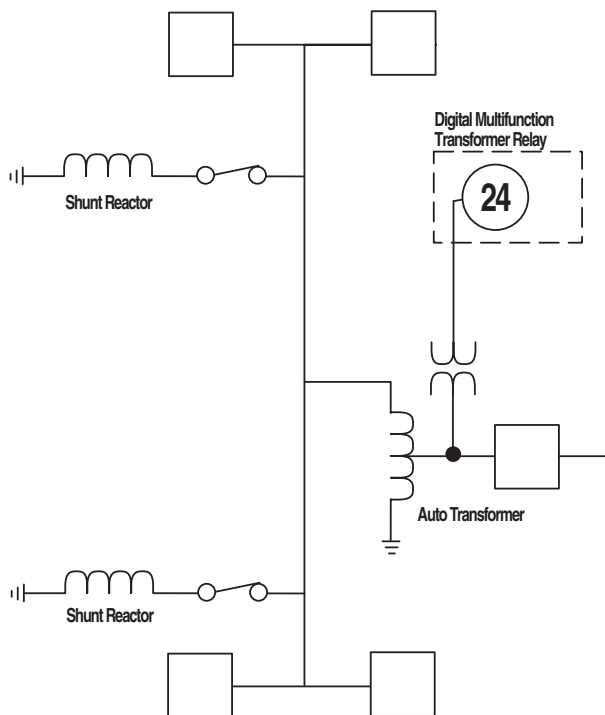 Digital Multifunction
Transformer Relay
24
Shunt Reactor
Auto Transformer
Shunt Reactor